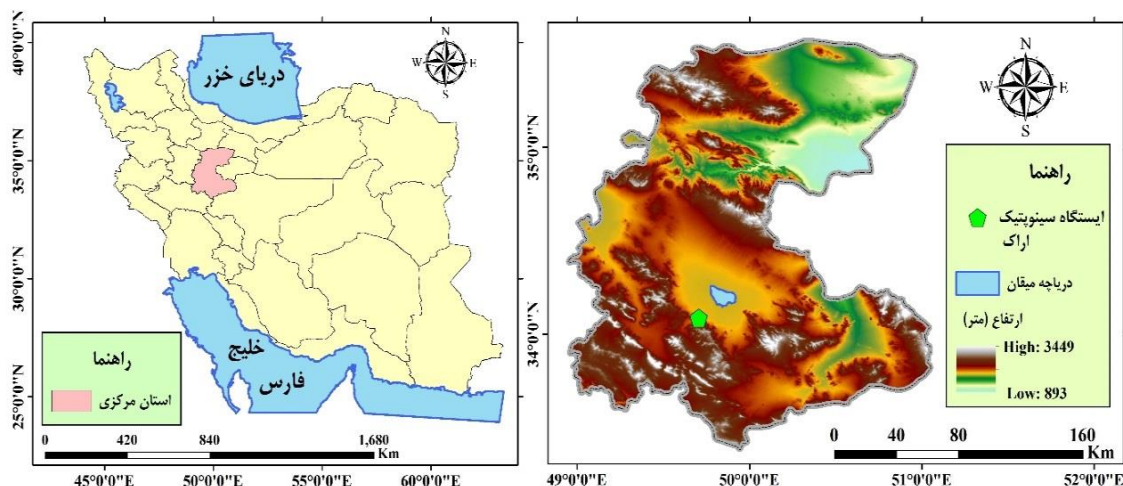 40°0'0"N
35°0'0"N
30°0'0"N
25°0'0"N
دریای خزر
N
W
E
S
خلیج
فارس
راهنما
استان مرکزی
0
420
840
1,680
Km
45°0'0"E
50°0'0"E
55°0'0"E
60°0'0"E
35°0'0"N
34°0'0"N
N
W
E
S
راهنما
ایستگاه سینوپتیک
اراک
دریاچه میقان
ارتفاع (متر)
High: 3449
Low: 893
0
40
80
160
Km
49°0'0"E
50°0'0"E
51°0'0"E
52°0'0"E